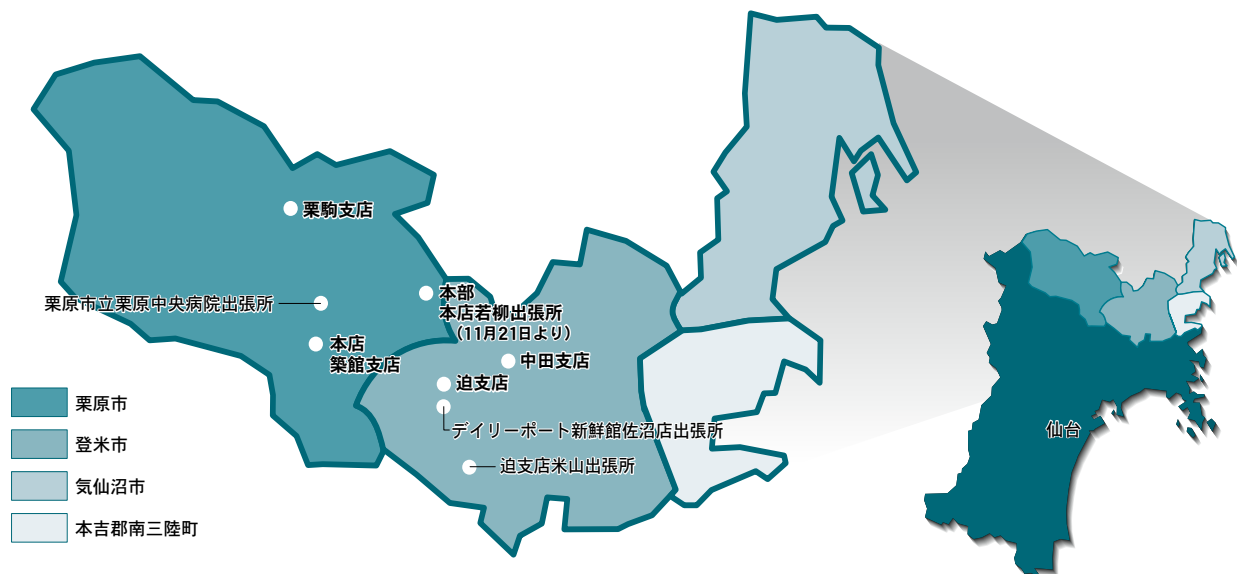 栗駒支店
栗原市立栗原中央病院出張所
本部
本店若柳出張所
（11月21日より）
本店
築館支店
中田支店
迫支店
デイリーポート新鮮館佐沼店出張所
迫支店米山出張所
栗原市
登米市
気仙沼市
本吉郡南三陸町
仙台